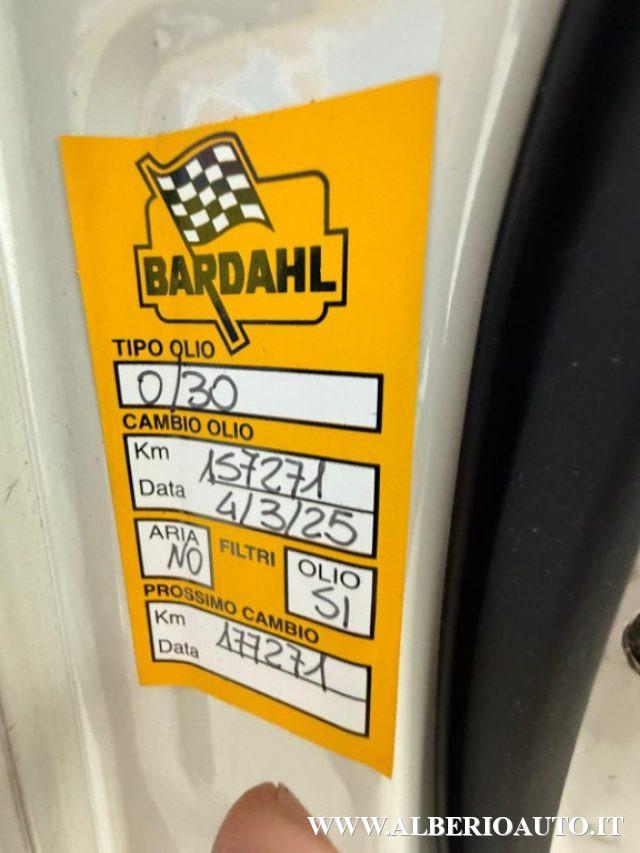 BARDAHL
TIPO OLIO
0/30
CAMBIO OLIO
Km 157271
Data 4/3/25
ARIA NO FILTRI OLIO SI
PROSSIMO CAMBIO
Km 177271
Data
WWW.ALBERIOAUTO.IT